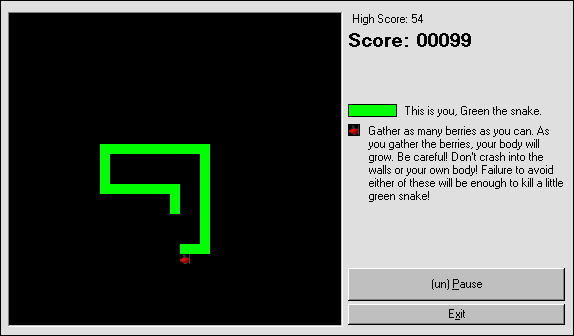 High Score: 54
Score: 00099
This is you, Green the snake.
Gather as many berries as you can. As
you gather the berries, your body will
grow. Be careful! Don't crash into the
walls or your own body! Failure to avoid
either of these will be enough to kill a little
green snake!
(un) Pause
Exit